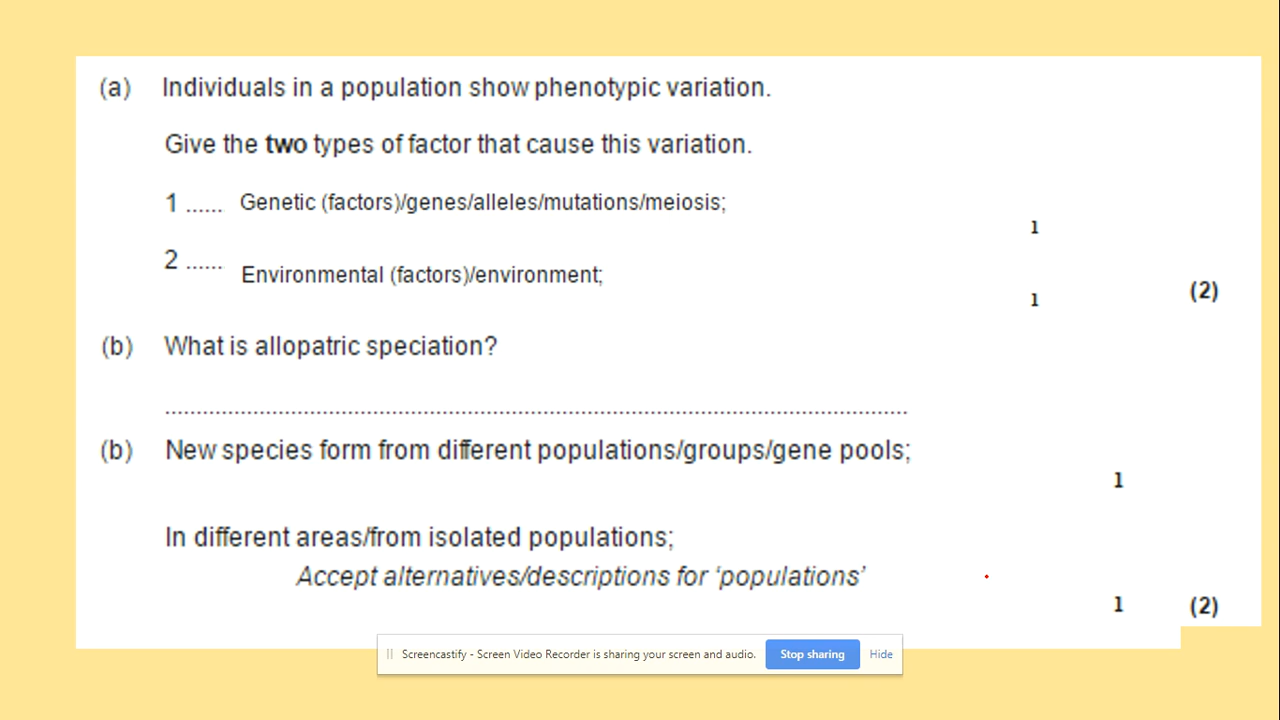 (a) Individuals in a population show phenotypic variation.
Give the two types of factor that cause this variation.
1 ...... Genetic (factors)/genes/alleles/mutations/meiosis;
1
2 ...... Environmental (factors)/environment;
1 (2)
(b) What is allopatric speciation?
................................................................................................................
(b) New species form from different populations/groups/gene pools;
1
In different areas/from isolated populations;
Accept alternatives/descriptions for ‘populations’
1 (2)
Screencastify - Screen Video Recorder is sharing your screen and audio. Stop sharing Hide